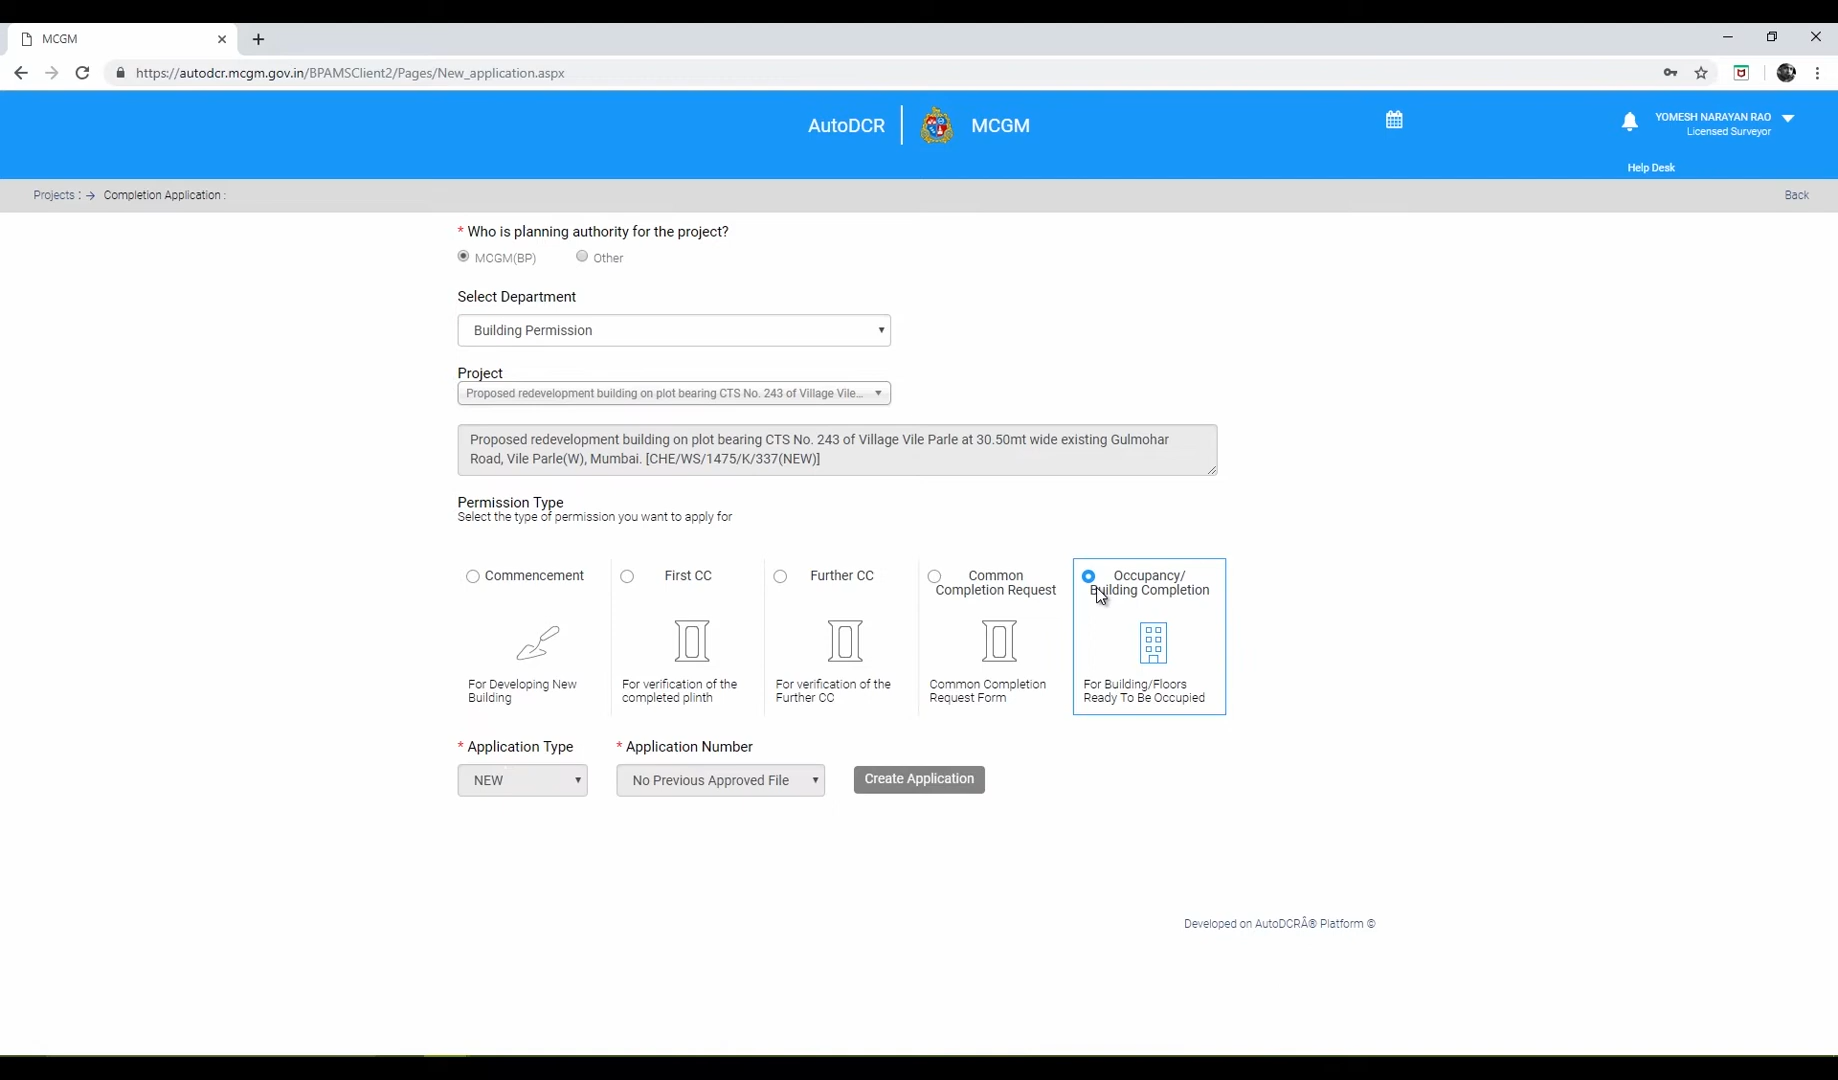 MCGM
https://autodcr.mcgm.gov.in/BPAMSClient2/Pages/New_application.aspx
AutoDCR
MCGM
YOMESH NARAYAN RAO
Licensed Surveyor
Help Desk
Projects : → Completion Application :
Back
* Who is planning authority for the project?
MCGM(BP)
Other
Select Department
Building Permission
Project
Proposed redevelopment building on plot bearing CTS No. 243 of Village Vile...
Proposed redevelopment building on plot bearing CTS No. 243 of Village Vile Parle at 30.50mt wide existing Gulmohar
Road, Vile Parle(W), Mumbai. [CHE/WS/1475/K/337(NEW)]
Permission Type
Select the type of permission you want to apply for
Commencement
For Developing New
Building
First CC
For verification of the
completed plinth
Further CC
For verification of the
Further CC
Common
Completion Request
Common Completion
Request Form
Occupancy/
Building Completion
For Building/Floors
Ready To Be Occupied
* Application Type
NEW
* Application Number
No Previous Approved File
Create Application
Developed on AutoDCRÂ® Platform ©